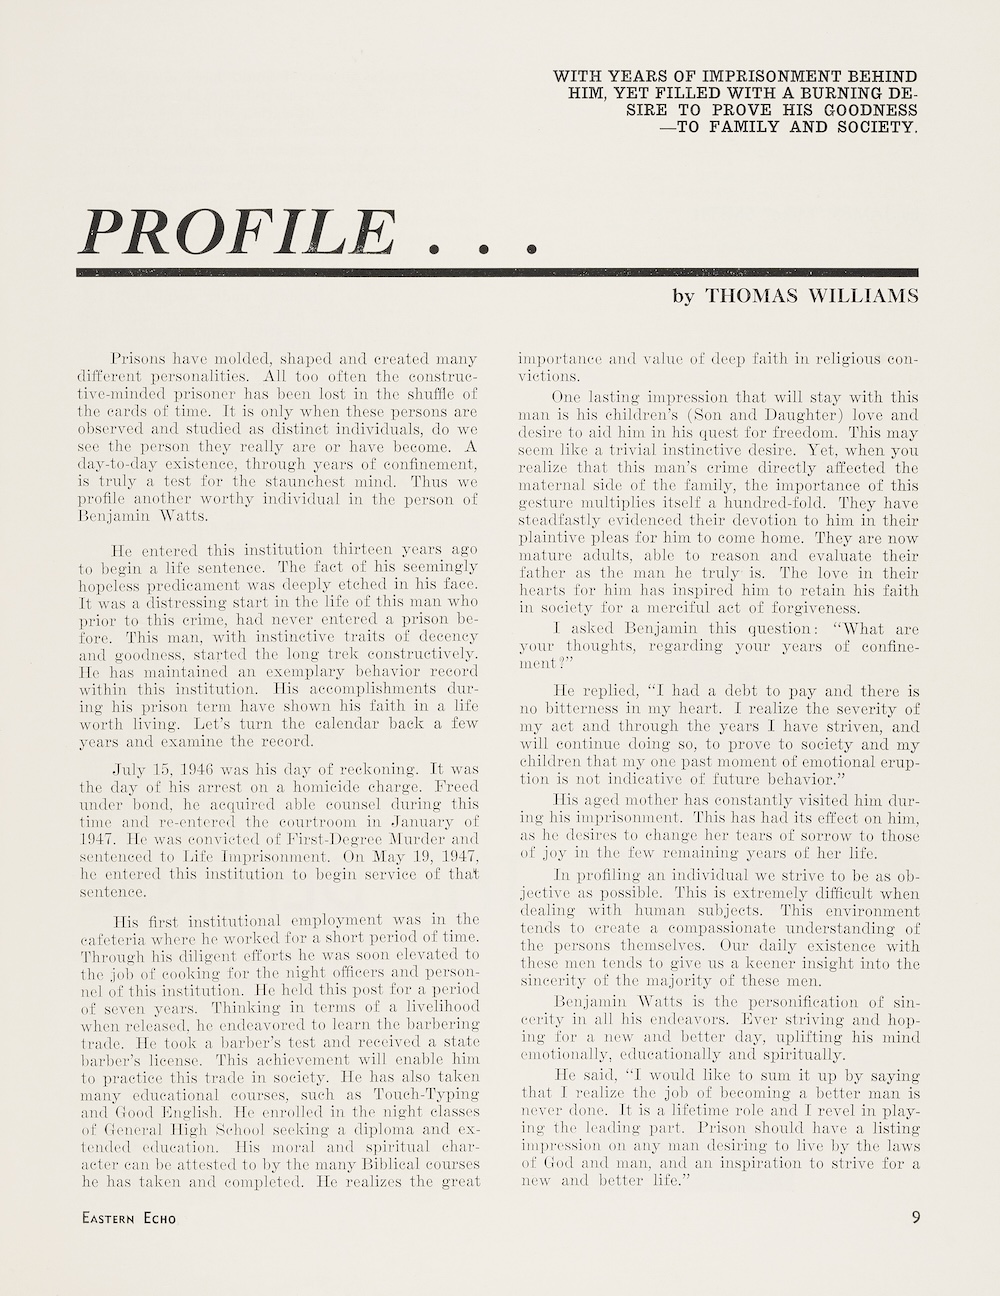 WITH YEARS OF IMPRISONMENT BEHIND
HIM, YET FILLED WITH A BURNING DE-
SIRE TO PROVE HIS GOODNESS
—TO FAMILY AND SOCIETY.
PROFILE . . .
by THOMAS WILLIAMS
Prisons have molded, shaped and created many
different personalities. All too often the construc-
tive-minded prisoner has been lost in the shuffle of
the cards of time. It is only when these persons are
observed and studied as distinct individuals, do we
see the person they really are or have become. A
day-to-day existence, through years of confinement,
is truly a test for the staunchest mind. Thus we
profile another worthy individual in the person of
Benjamin Watts.
He entered this institution thirteen years ago
to begin a life sentence. The fact of his seemingly
hopeless predicament was deeply etched in his face.
It was a distressing start in the life of this man who
prior to this crime, had never entered a prison be-
fore. This man, with instinctive traits of decency
and goodness, started the long trek constructively.
He has maintained an exemplary behavior record
within this institution. His accomplishments dur-
ing his prison term have shown his faith in a life
worth living. Let's turn the calendar back a few
years and examine the record.
July 15, 1946 was his day of reckoning. It was
the day of his arrest on a homicide charge. Freed
under bond, he acquired able counsel during this
time and re-entered the courtroom in January of
1947. He was convicted of First-Degree Murder and
sentenced to Life Imprisonment. On May 19, 1947,
he entered this institution to begin service of that
sentence.
His first institutional employment was in the
cafeteria where he worked for a short period of time.
Through his diligent efforts he was soon elevated to
the job of cooking for the night officers and person-
nel of this institution. He held this post for a period
of seven years. Thinking in terms of a livelihood
when released, he endeavored to learn the barbering
trade. He took a barber's test and received a state
barber's license. This achievement will enable him
to practice this trade in society. He has also taken
many educational courses, such as Touch-Typing
and Good English. He enrolled in the night classes
of General High School seeking a diploma and ex-
tended education. His moral and spiritual char-
acter can be attested to by the many Biblical courses
he has taken and completed. He realizes the great
importance and value of deep faith in religious con-
victions.
One lasting impression that will stay with this
man is his children's (Son and Daughter) love and
desire to aid him in his quest for freedom. This may
seem like a trivial instinctive desire. Yet, when you
realize that this man's crime directly affected the
maternal side of the family, the importance of this
gesture multiplies itself a hundred-fold. They have
steadfastly evidenced their devotion to him in their
plaintive pleas for him to come home. They are now
mature adults, able to reason and evaluate their
father as the man he truly is. The love in their
hearts for him has inspired him to retain his faith
in society for a merciful act of forgiveness.
I asked Benjamin this question: "What are
your thoughts, regarding your years of confine-
ment?"
He replied, "I had a debt to pay and there is
no bitterness in my heart. I realize the severity of
my act and through the years I have striven, and
will continue doing so, to prove to society and my
children that my one past moment of emotional erup-
tion is not indicative of future behavior."
His aged mother has constantly visited him dur-
ing his imprisonment. This has had its effect on him,
as he desires to change her tears of sorrow to those
of joy in the few remaining years of her life.
In profiling an individual we strive to be as ob-
jective as possible. This is extremely difficult when
dealing with human subjects. This environment
tends to create a compassionate understanding of
the persons themselves. Our daily existence with
these men tends to give us a keener insight into the
sincerity of the majority of these men.
Benjamin Watts is the personification of sin-
cerity in all his endeavors. Ever striving and hop-
ing for a new and better day, uplifting his mind
emotionally, educationally and spiritually.
He said, "I would like to sum it up by saying
that I realize the job of becoming a better man is
never done. It is a lifetime role and I revel in play-
ing the leading part. Prison should have a listing
impression on any man desiring to live by the laws
of God and man, and an inspiration to strive for a
new and better life."
EASTERN ECHO
9